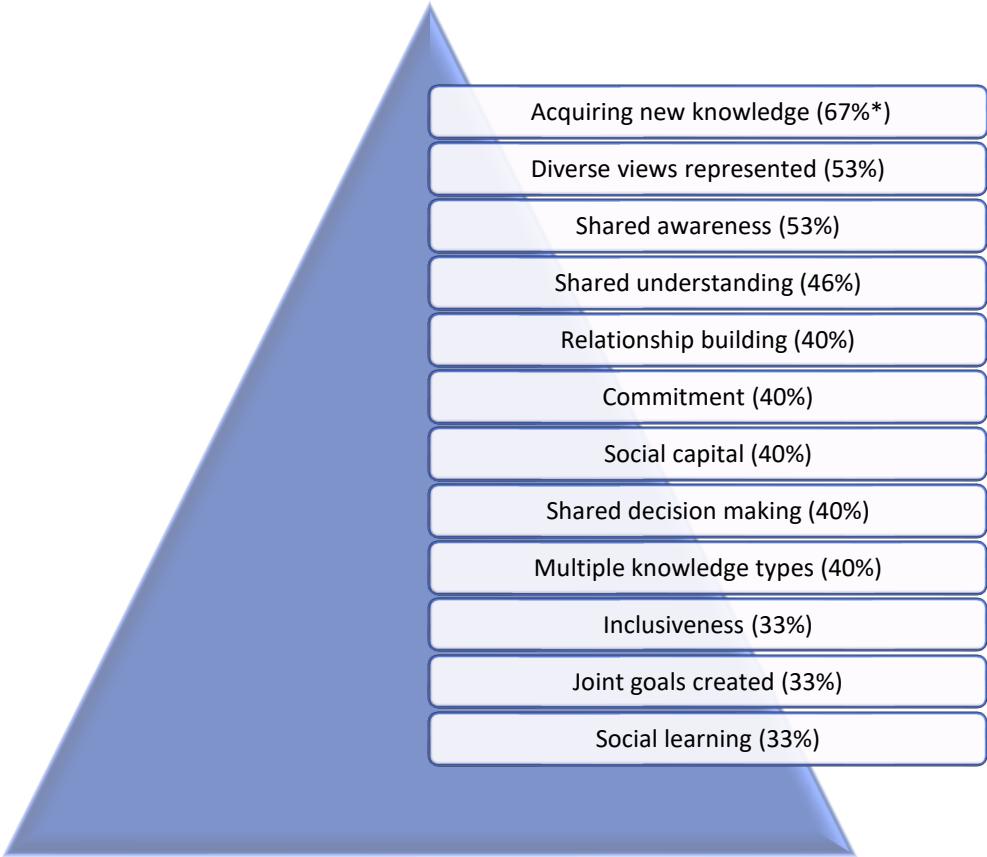 Acquiring new knowledge (67%*)
Diverse views represented (53%)
Shared awareness (53%)
Shared understanding (46%)
Relationship building (40%)
Commitment (40%)
Social capital (40%)
Shared decision making (40%)
Multiple knowledge types (40%)
Inclusiveness (33%)
Joint goals created (33%)
Social learning (33%)